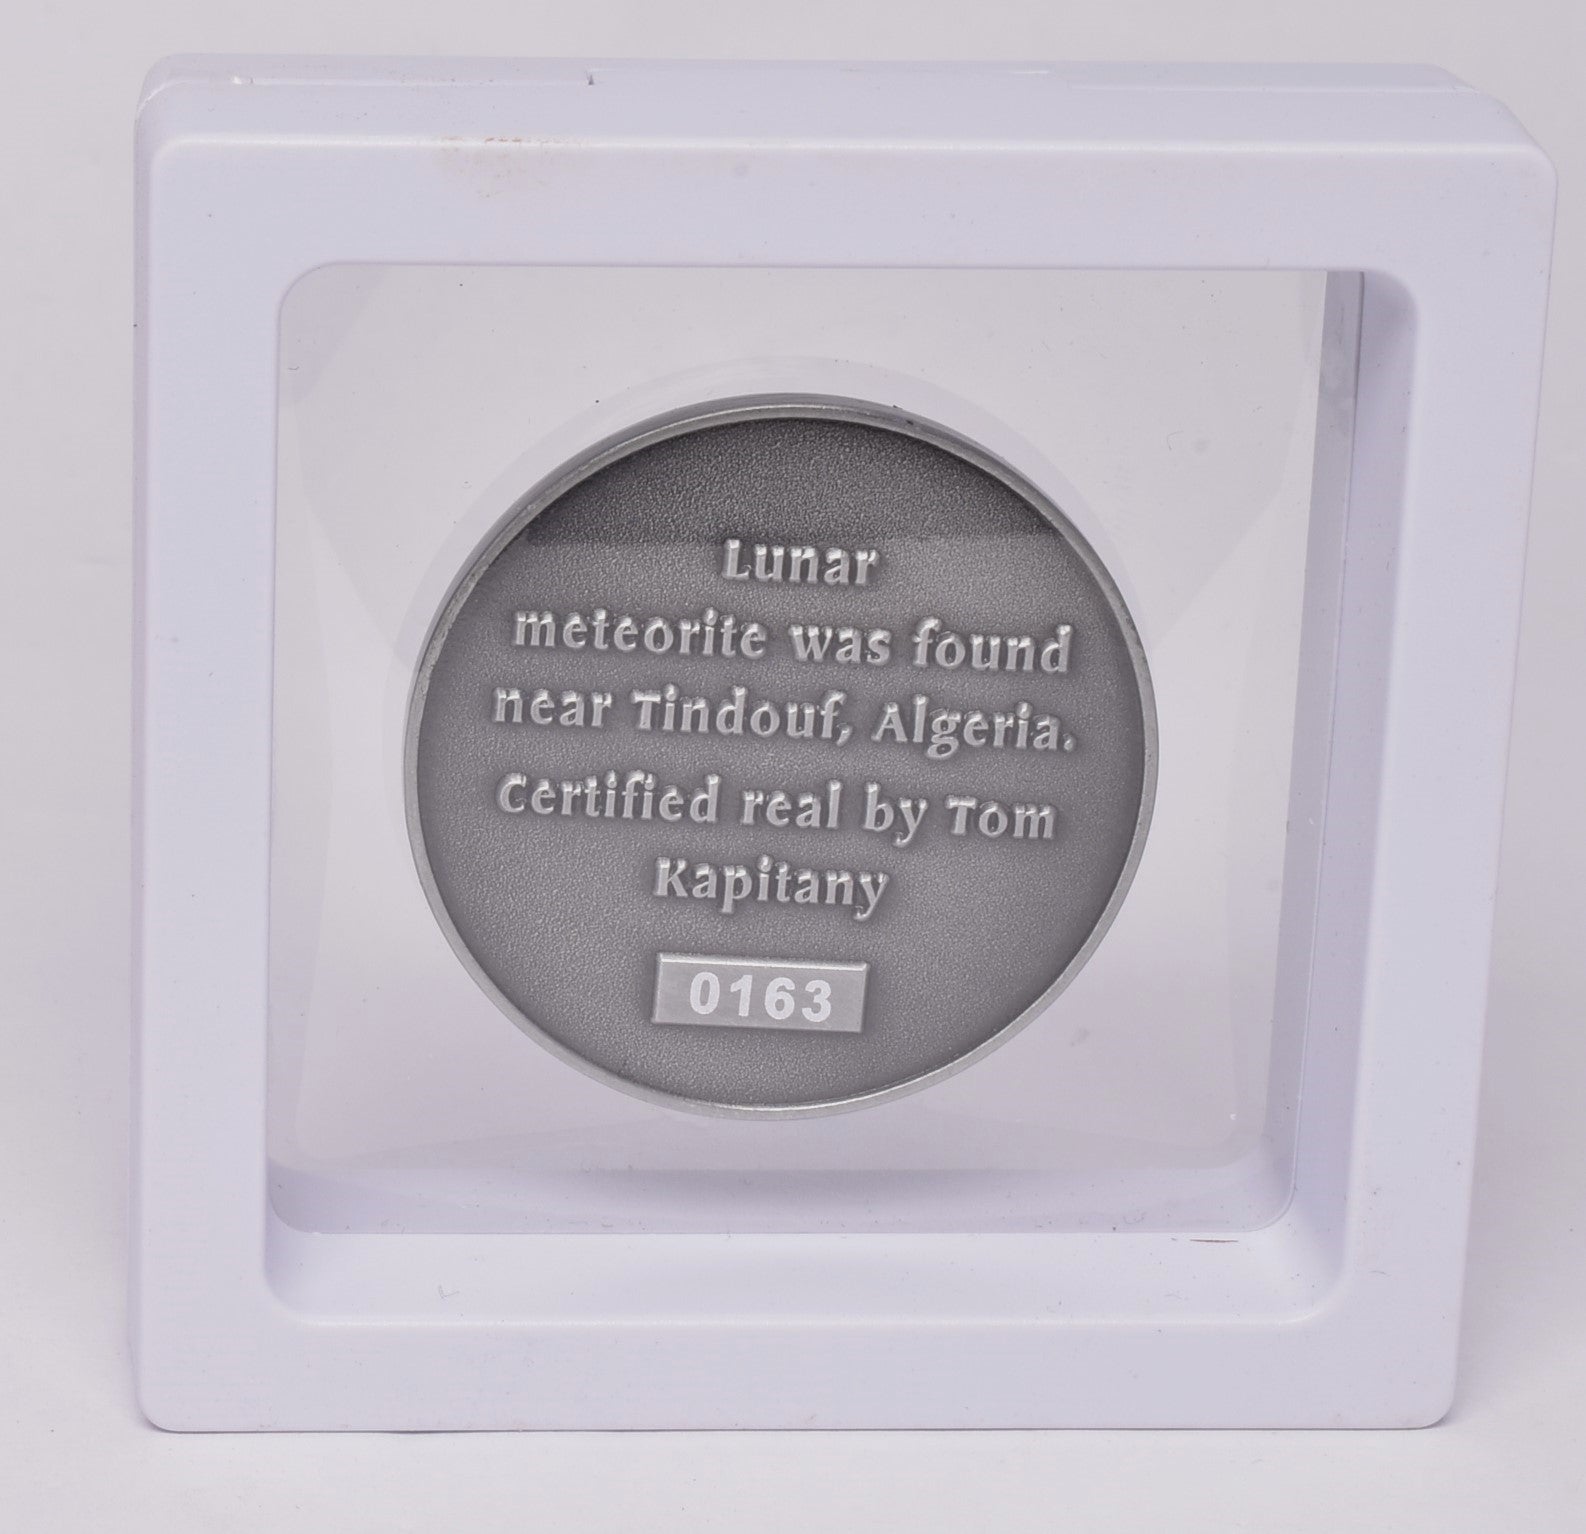 Lunar
meteorite was found
near Tindouf, Algeria.
Certified real by Tom
Kapitany
0163